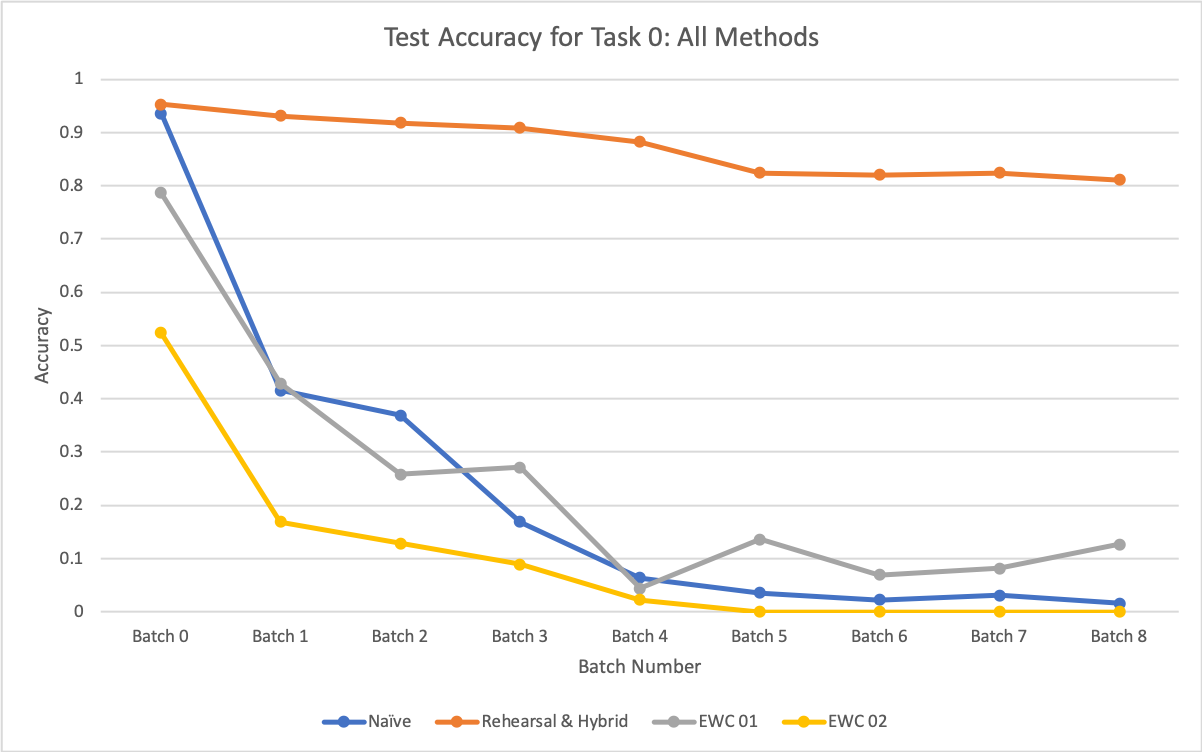 Test Accuracy for Task 0: All Methods
1
0.9
0.8
0.7
0.6
0.5
0.4
0.3
0.2
0.1
0
Accuracy
Batch 0 Batch 1 Batch 2 Batch 3 Batch 4 Batch 5 Batch 6 Batch 7 Batch 8
Batch Number
Naïve Rehearsal & Hybrid EWC 01 EWC 02